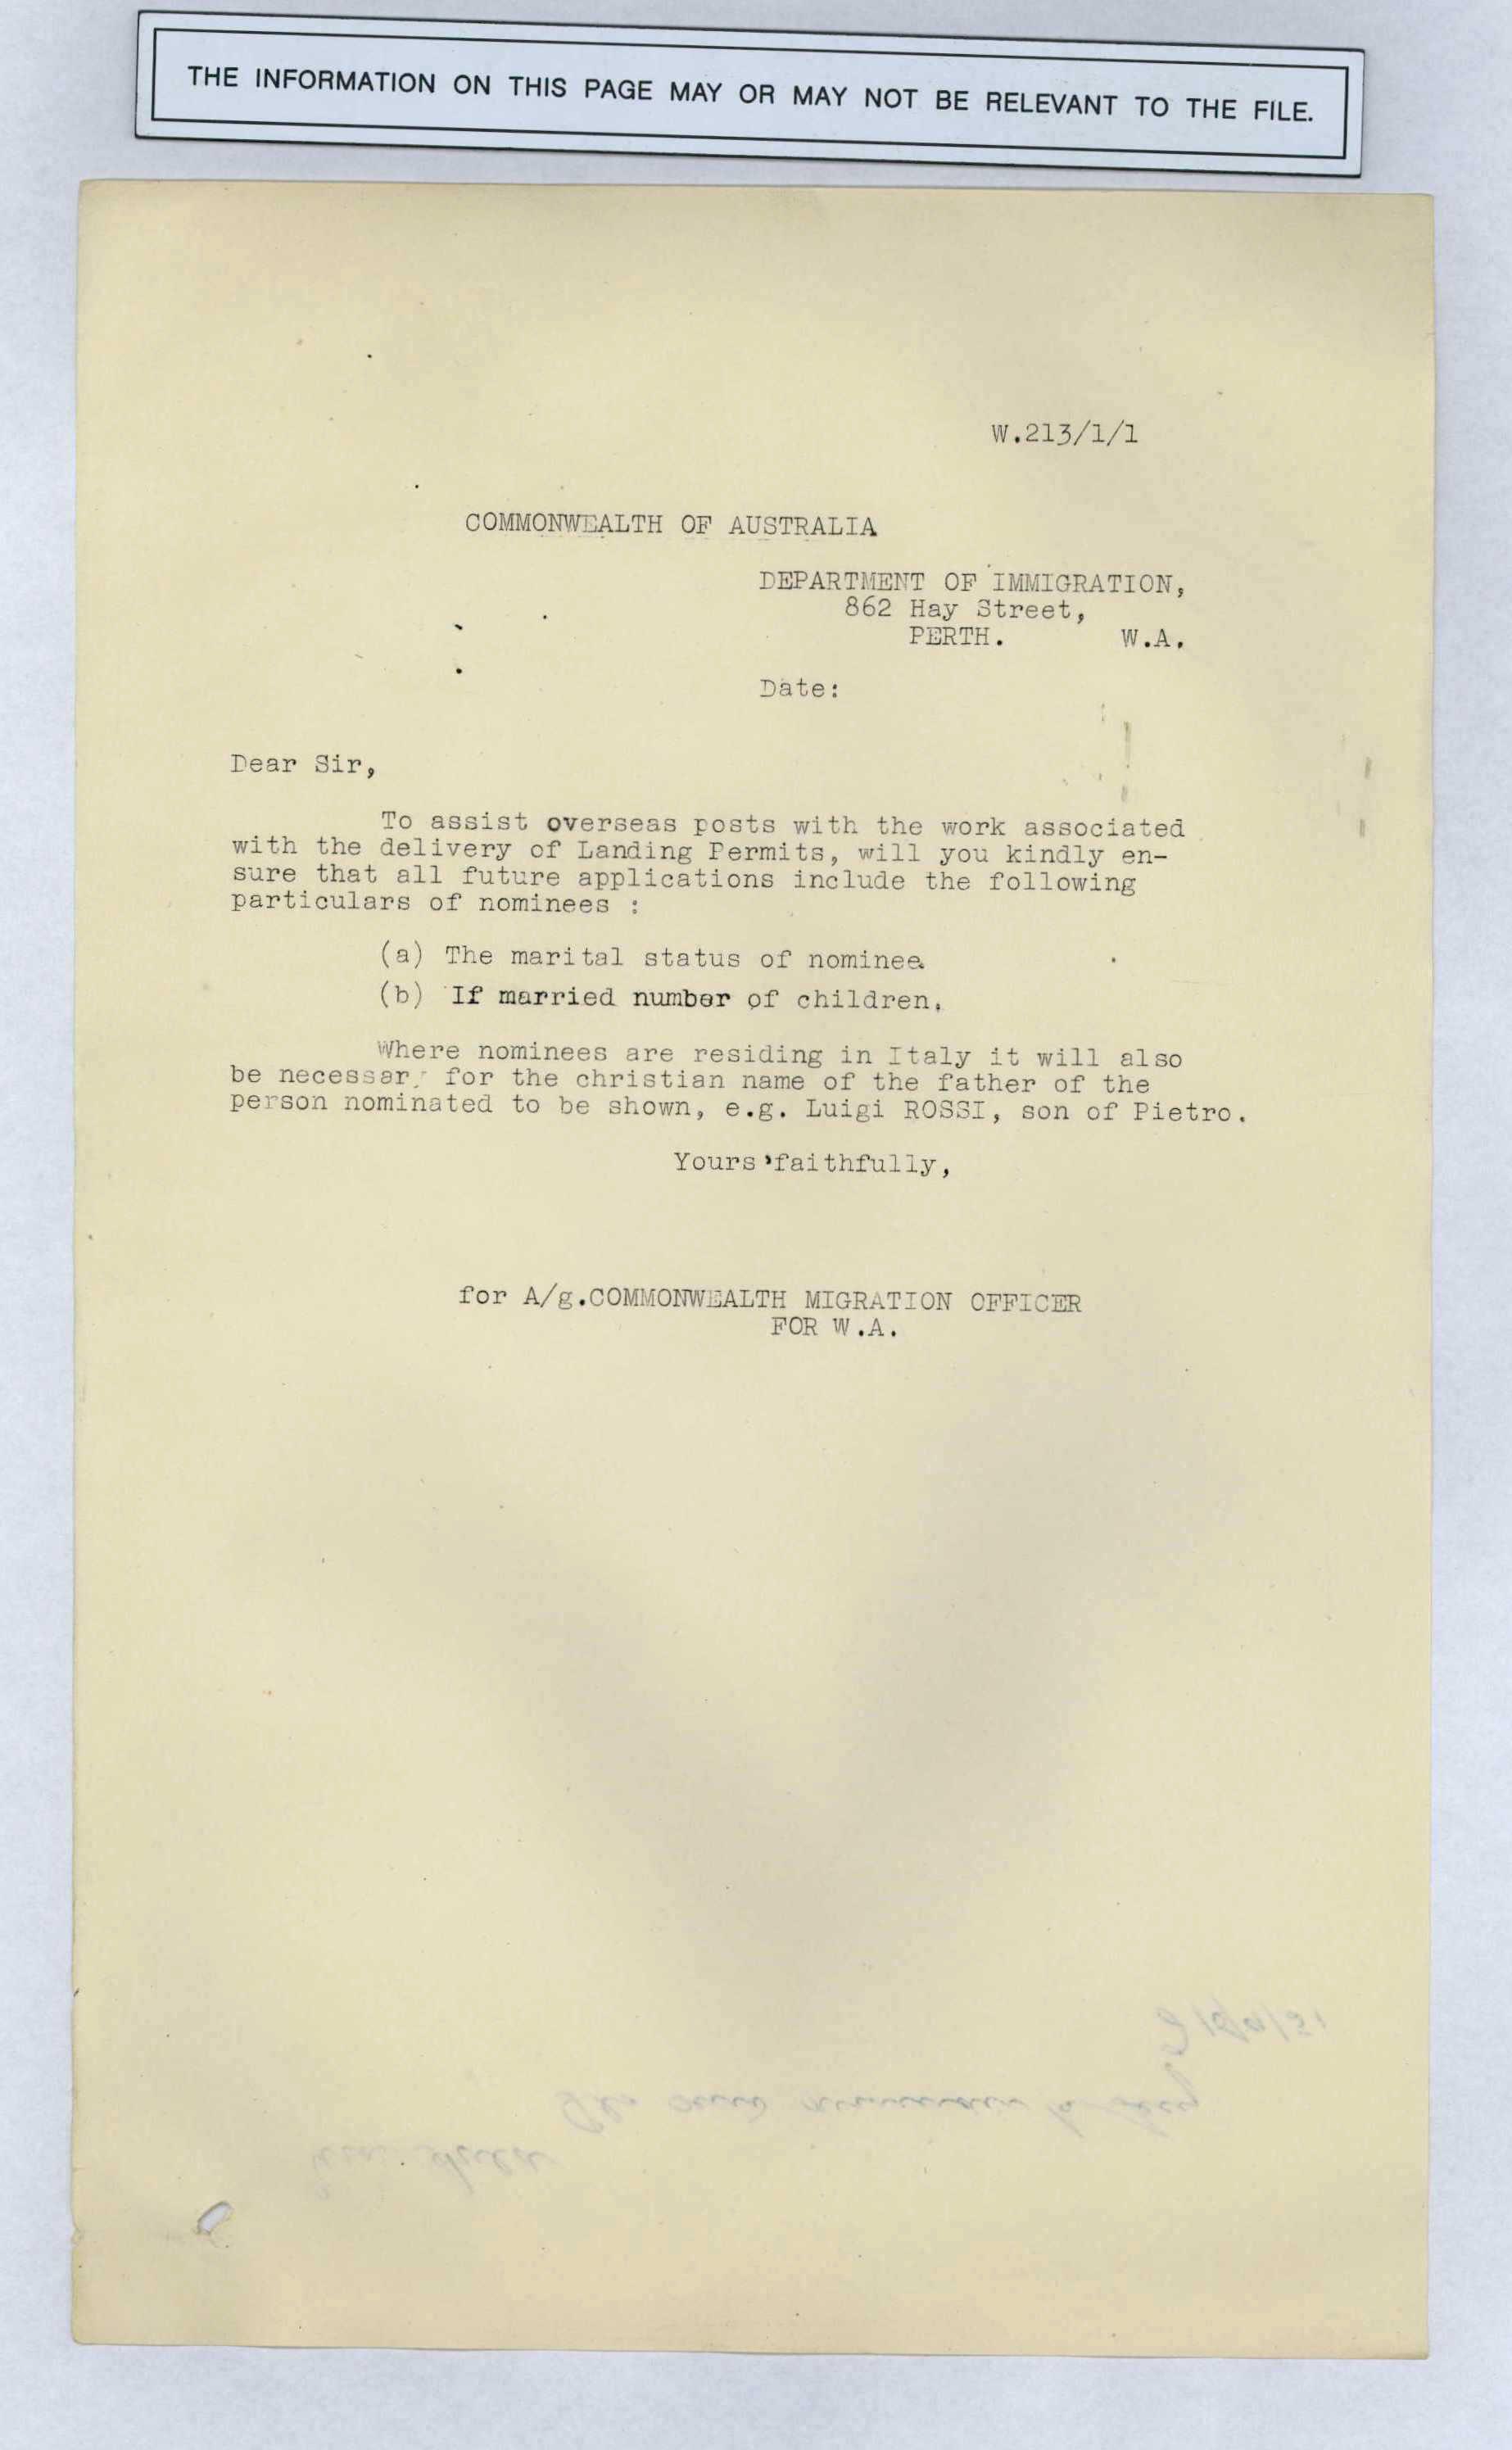 THE INFORMATION ON THIS PAGE MAY OR MAY NOT BE RELEVANT TO THE FILE.
W.213/1/1
COMMONWEALTH OF AUSTRALIA
DEPARTMENT OF IMMIGRATION,
862 Hay Street,
PERTH. W.A.
Date:
Dear Sir,
To assist overseas posts with the work associated
with the delivery of Landing Permits, will you kindly en-
sure that all future applications include the following
particulars of nominees :
(a) The marital status of nominee.
(b) If married number of children.
Where nominees are residing in Italy it will also
be necessary for the christian name of the father of the
person nominated to be shown, e.g. Luigi ROSSI, son of Pietro.
Yours faithfully,
for A/g.COMMONWEALTH MIGRATION OFFICER
FOR W.A.